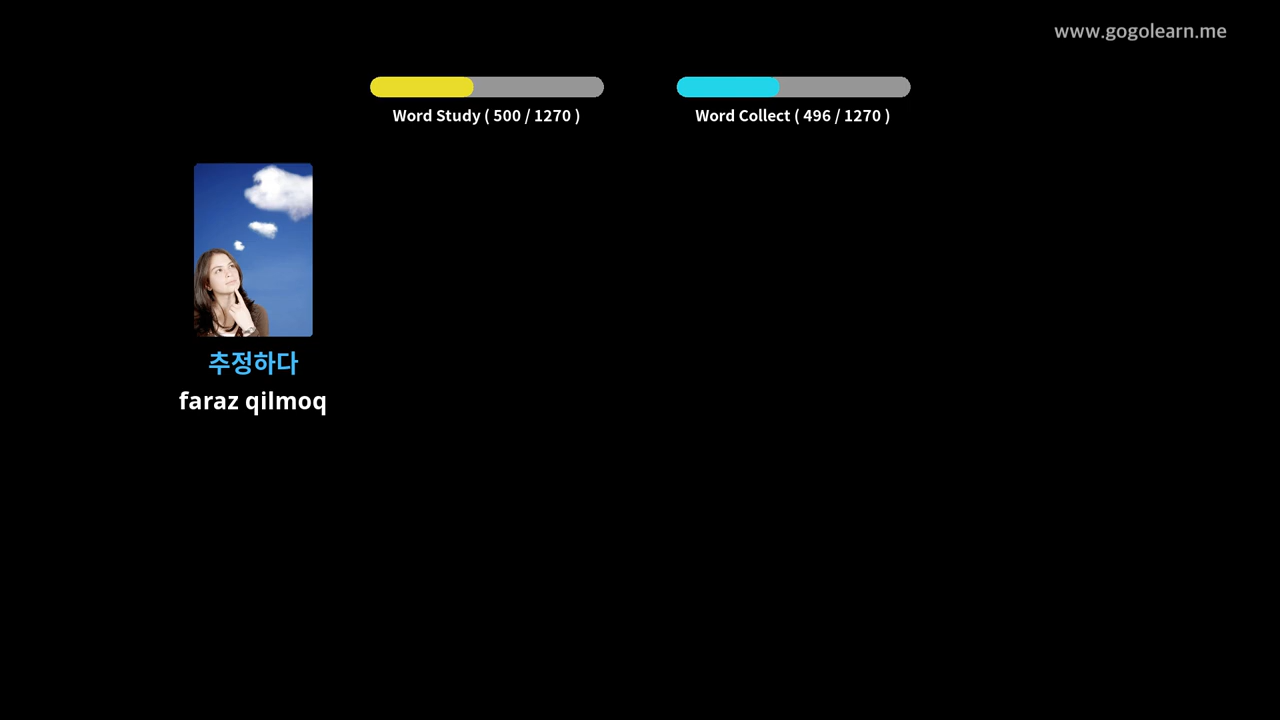 www.gogolearn.me
Word Study ( 500 / 1270 )
Word Collect ( 496 / 1270 )
추정하다
faraz qilmoq